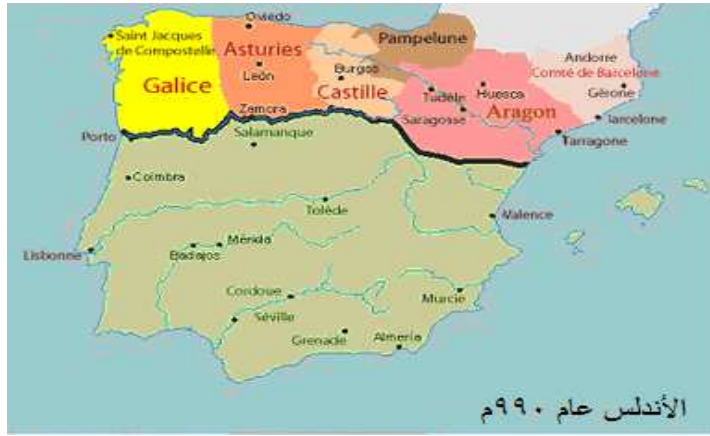 Oviedo
Saint Jacques
de Compostelle
Asturies
Pampelune
León
Galice
Burgos
Castille
Andorre
Comté de Barcelone
Tudèle
Huesca
Gérone
Zamora
Saragosse
Aragon
Barcelone
Porto
Salamanque
Tarragone
Coimbra
Tolède
Valence
Lisbonne
Mérida
Badajos
Cordoue
Murcie
Séville
Grenade
Almería
الأندلس عام ٩٩٠م